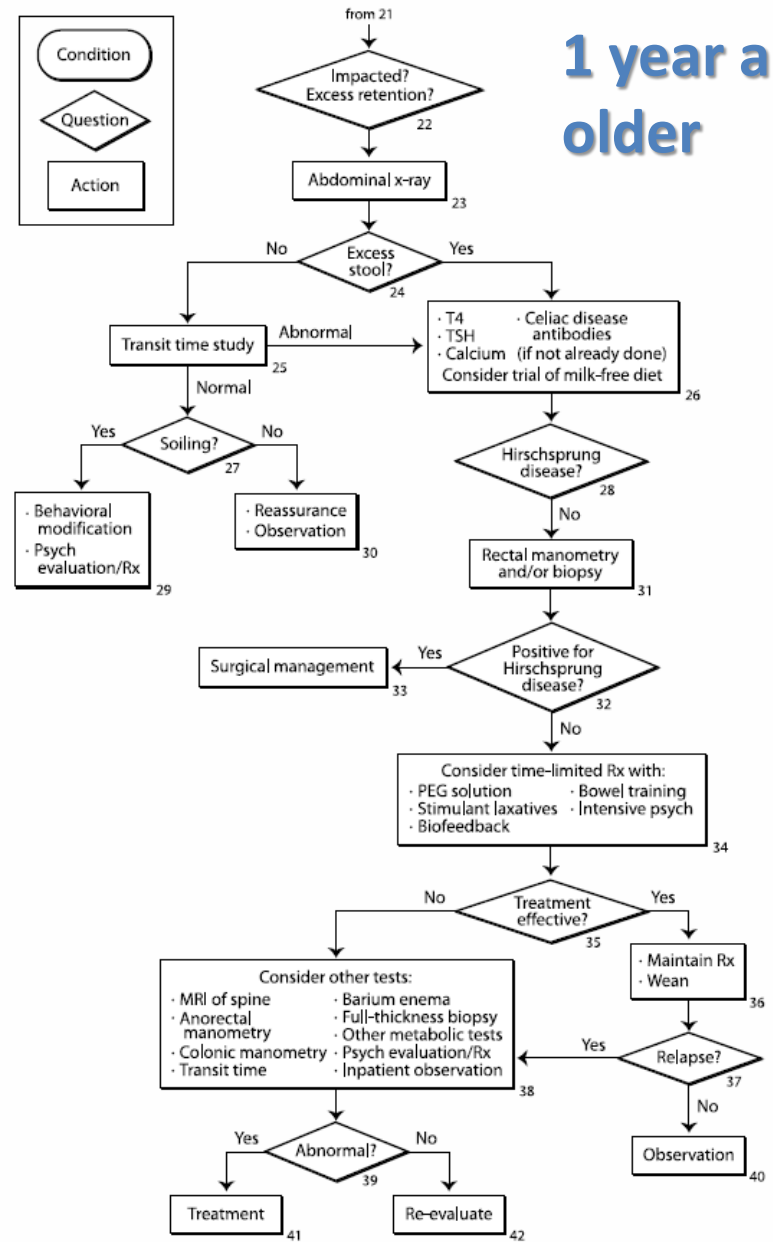 Condition
Question
Action
1 year a
older
from 21
Impacted?
Excess retention?
22
Abdominal x-ray
23
No
Excess
stool?
Yes
24
Transit time study
25
Abnormal
· T4
· TSH
· Calcium
· Celiac disease
antibodies
(if not already done)
Consider trial of milk-free diet
26
Normal
Yes
Soiling?
No
27
· Behavioral
modification
· Psych
evaluation/Rx
29
· Reassurance
· Observation
30
Hirschsprung
disease?
28
No
Rectal manometry
and/or biopsy
31
Surgical management
33
Yes
Positive for
Hirschsprung
disease?
32
No
Consider time-limited Rx with:
· PEG solution
· Stimulant laxatives
· Biofeedback
· Bowel training
· Intensive psych
34
No
Treatment
effective?
Yes
35
· Maintain Rx
· Wean
36
Consider other tests:
· MRI of spine
· Anorectal
manometry
· Colonic manometry
· Transit time
· Barium enema
· Full-thickness biopsy
· Other metabolic tests
· Psych evaluation/Rx
· Inpatient observation
38
Yes
Relapse?
37
No
Observation
40
Yes
Abnormal?
No
39
Treatment
41
Re-evaluate
42